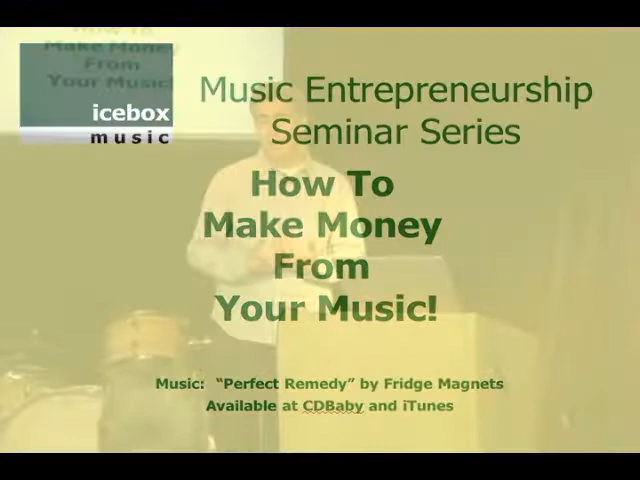 How To
Make Money
From
Your Music!
icebox
music
Music Entrepreneurship
Seminar Series
How To
Make Money
From
Your Music!
Music: “Perfect Remedy” by Fridge Magnets
Available at CDBaby and iTunes